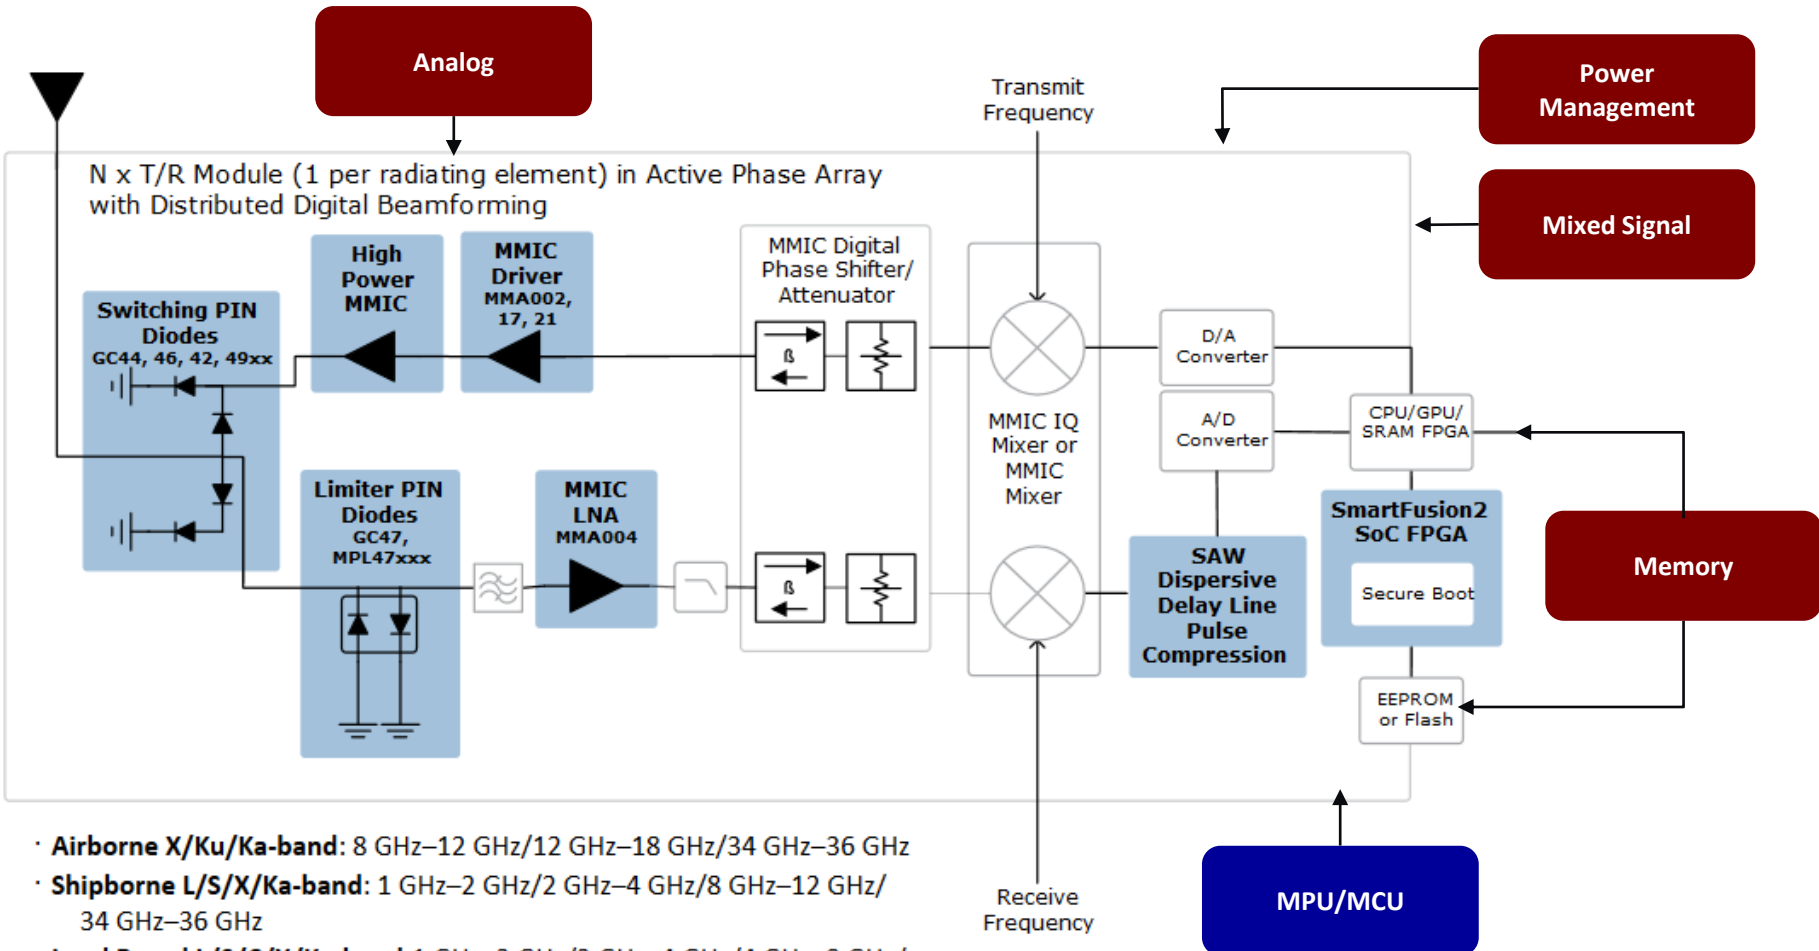 Analog
Power
Management
Transmit
Frequency
N x T/R Module (1 per radiating element) in Active Phase Array
with Distributed Digital Beamforming
Mixed Signal
High
Power
MMIC
MMIC
Driver
MMA002,
17, 21
MMIC Digital
Phase Shifter/
Attenuator
Switching PIN
Diodes
GC44, 46, 42, 49xx
ß
D/A
Converter
MMIC IQ
Mixer or
MMIC
Mixer
A/D
Converter
CPU/GPU/
SRAM FPGA
Limiter PIN
Diodes
GC47,
MPL47xxx
MMIC
LNA
MMA004
ß
SAW
Dispersive
Delay Line
Pulse
Compression
SmartFusion2
SoC FPGA
Secure Boot
Memory
EEPROM
or Flash
· Airborne X/Ku/Ka-band: 8 GHz–12 GHz/12 GHz–18 GHz/34 GHz–36 GHz
· Shipborne L/S/X/Ka-band: 1 GHz–2 GHz/2 GHz–4 GHz/8 GHz–12 GHz/
34 GHz–36 GHz
Receive
Frequency
MPU/MCU